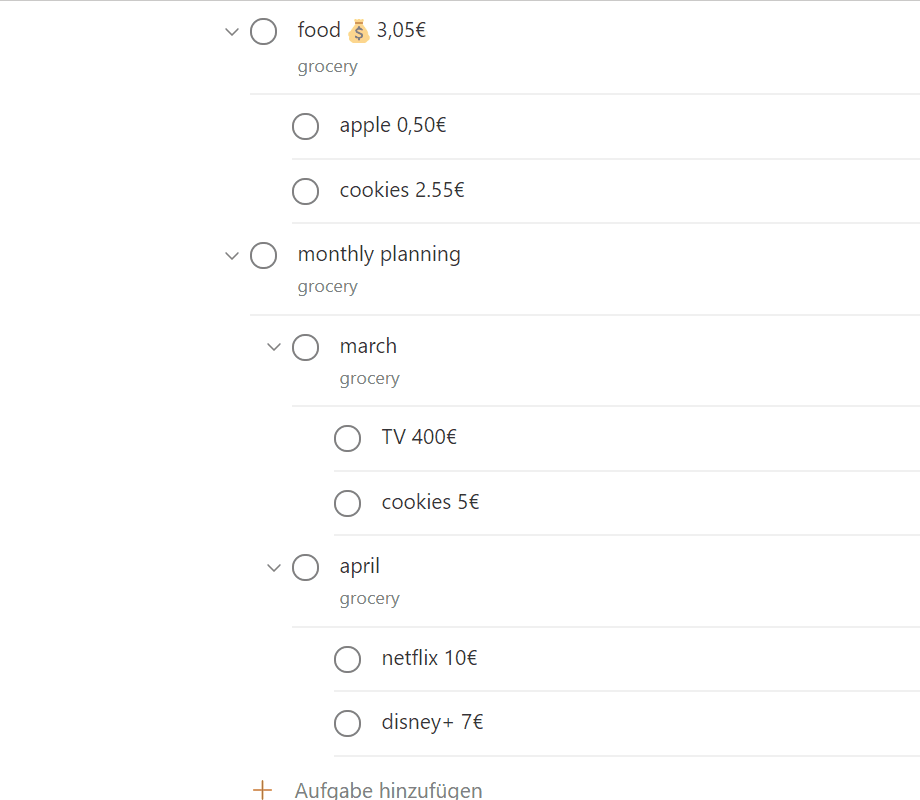 food 💰 3,05€
grocery
apple 0,50€
cookies 2.55€
monthly planning
grocery
march
grocery
TV 400€
cookies 5€
april
grocery
netflix 10€
disney+ 7€
Aufgabe hinzufügen